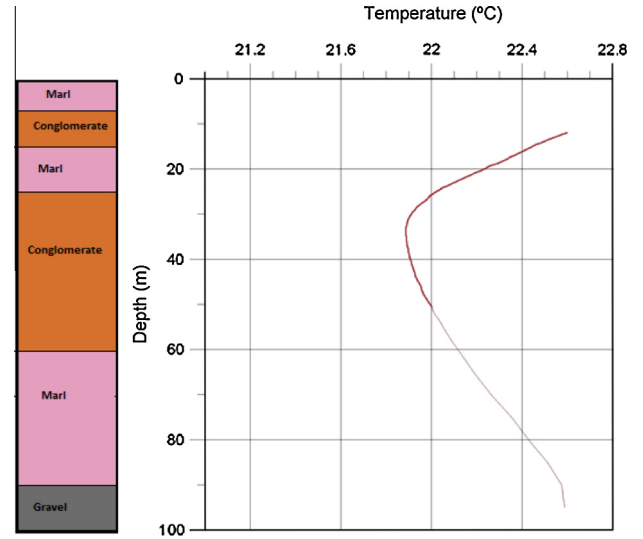 Temperature (ºC)
21.2 21.6 22 22.4 22.8
0
20
40
60
80
100
Depth (m)
Marl
Conglomerate
Marl
Conglomerate
Marl
Gravel